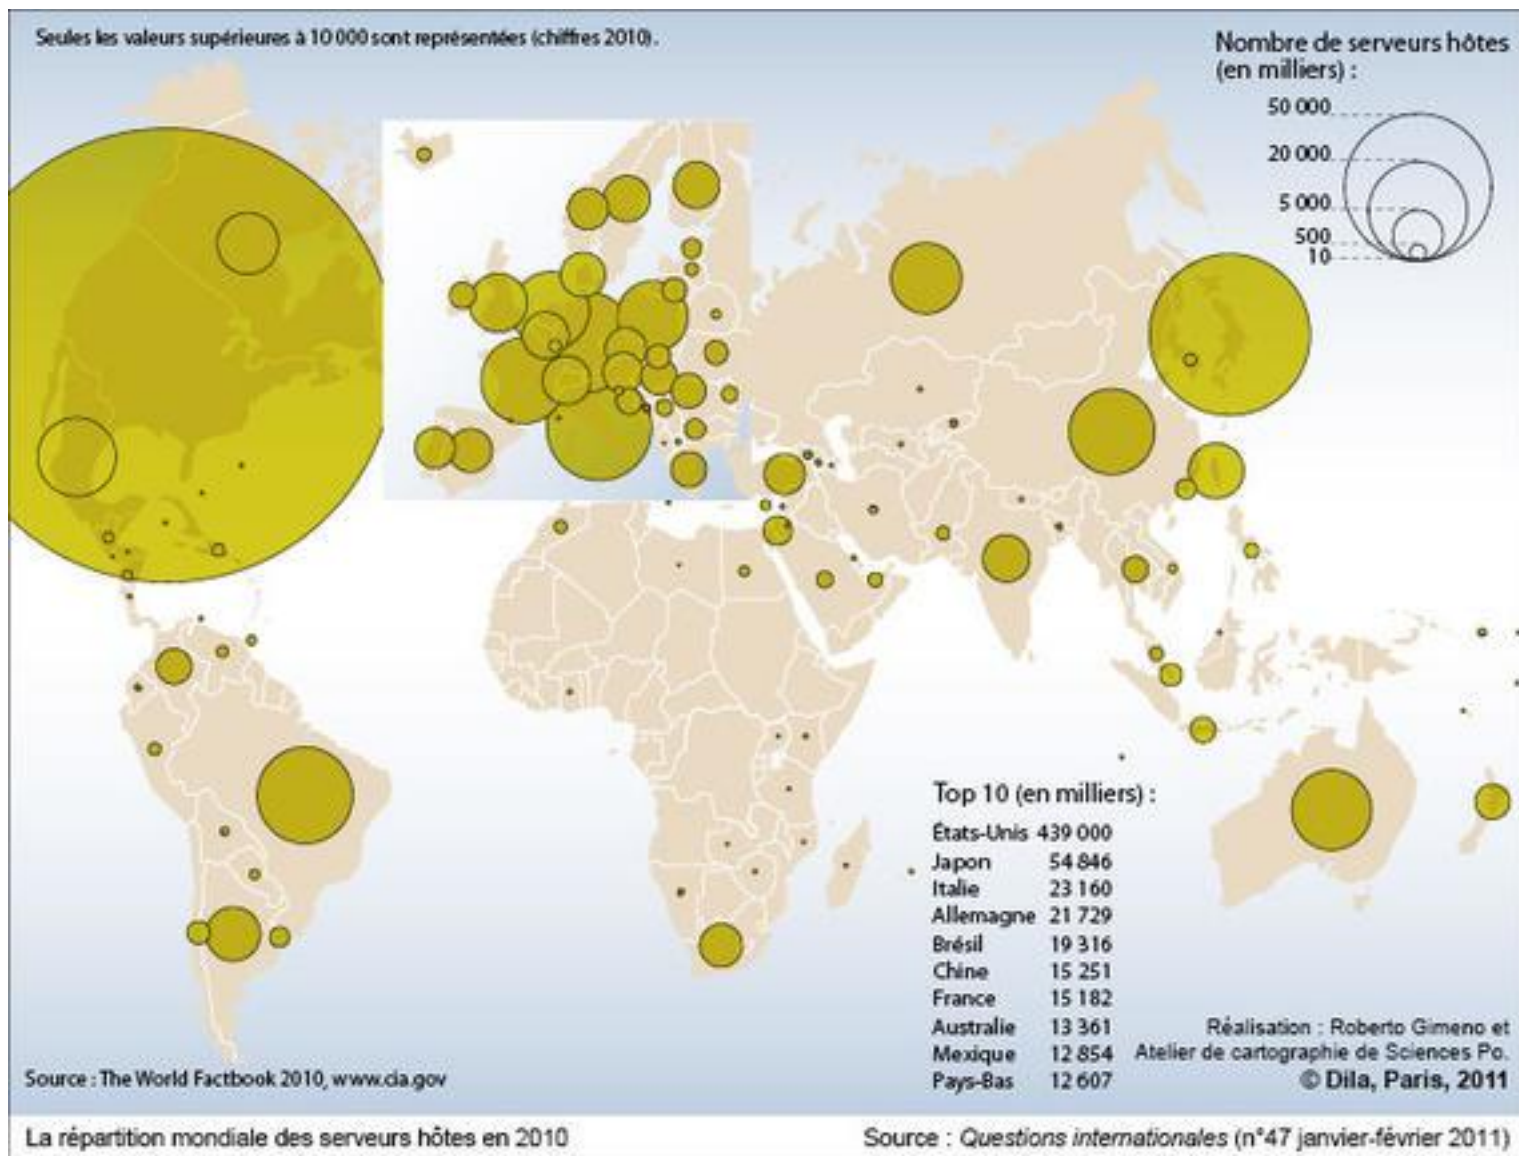 Seules les valeurs supérieures à 10 000 sont représentées (chiffres 2010).
Nombre de serveurs hôtes
(en milliers) :
50 000
20 000
5 000
500
10
Top 10 (en milliers) :
États-Unis 439 000
Japon 54 846
Italie 23 160
Allemagne 21 729
Brésil 19 316
Chine 15 251
France 15 182
Australie 13 361
Mexique 12 854
Pays-Bas 12 607
Réalisation : Roberto Gimeno et
Atelier de cartographie de Sciences Po.
© Dila, Paris, 2011
Source : The World Factbook 2010, www.cia.gov
La répartition mondiale des serveurs hôtes en 2010
Source : Questions internationales (n°47 janvier-février 2011)